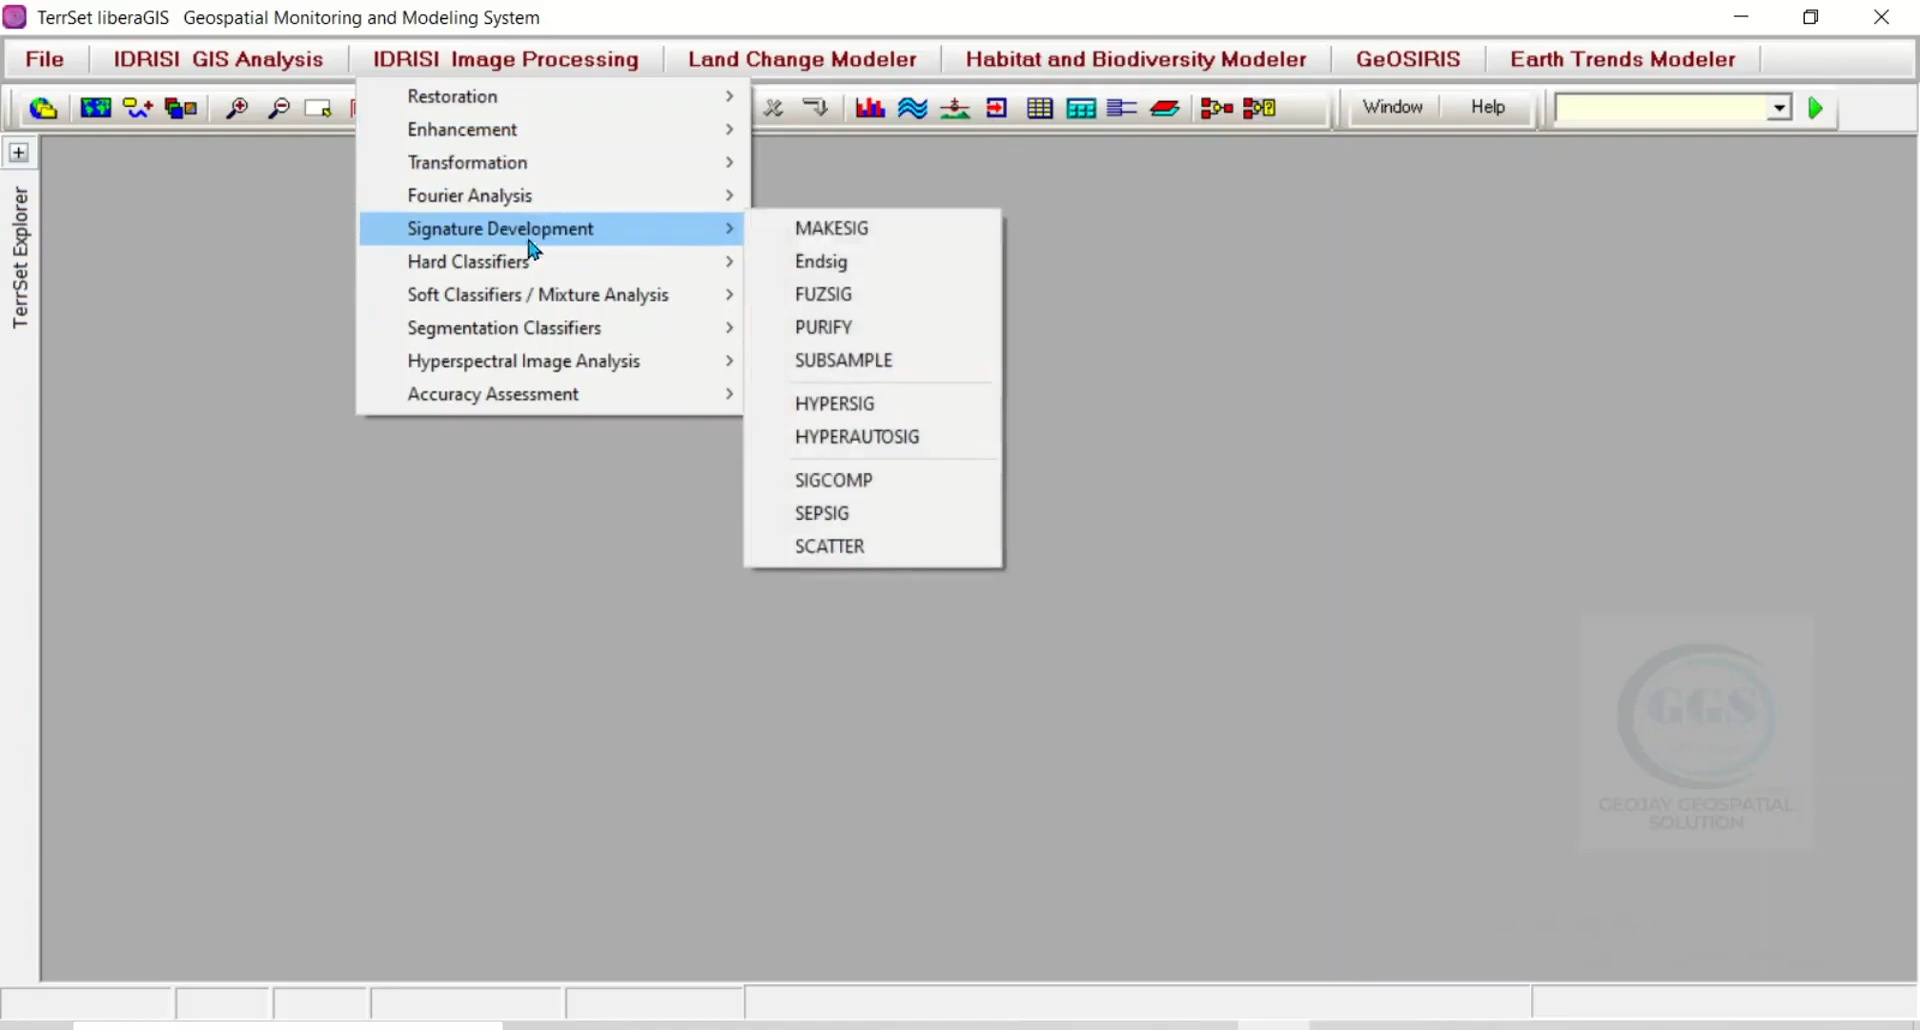 TerrSet liberaGIS Geospatial Monitoring and Modeling System
File IDRISI GIS Analysis IDRISI Image Processing Land Change Modeler Habitat and Biodiversity Modeler GeOSIRIS Earth Trends Modeler
Window Help
TerrSet Explorer
Restoration
Enhancement
Transformation
Fourier Analysis
Signature Development
Hard Classifiers
Soft Classifiers / Mixture Analysis
Segmentation Classifiers
Hyperspectral Image Analysis
Accuracy Assessment
MAKESIG
Endsig
FUZSIG
PURIFY
SUBSAMPLE
HYPERSIG
HYPERAUTOSIG
SIGCOMP
SEPSIG
SCATTER
GGS
GEOJAY GEOSPATIAL
SOLUTION